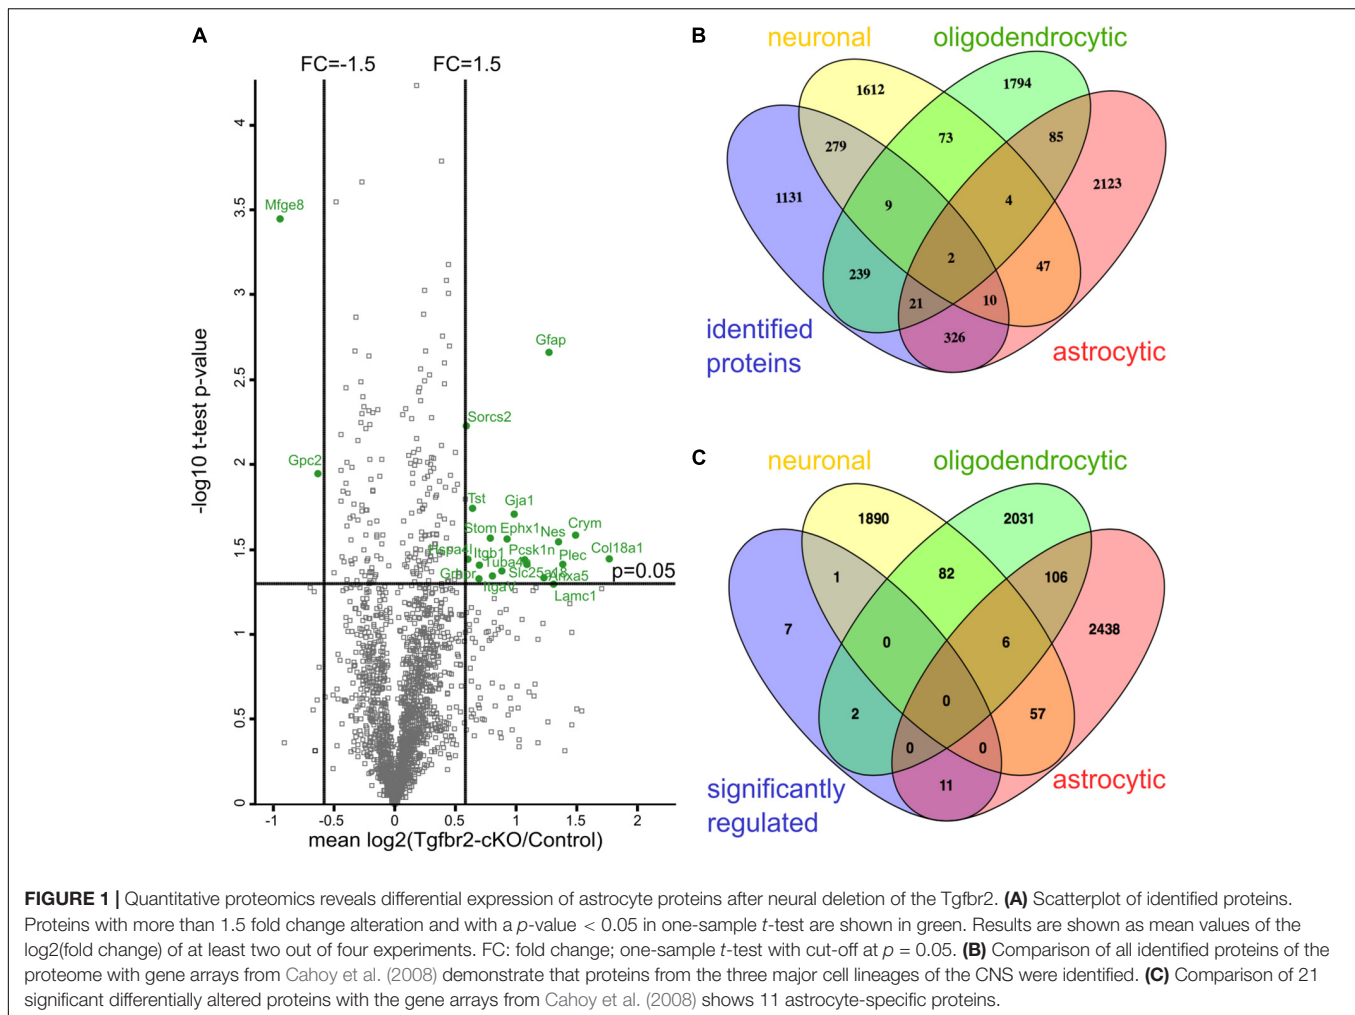 A
FC=-1.5 FC=1.5
4
3.5
3
2.5
2
1.5
1
0.5
0
-log10 t-test p-value
Mfge8
Gpc2
Gfap
Sorcs2
Tst
Gja1
Stom Ephx1 Nes Crym
Itgb1 Pcsk1n Plec Col18a1
Tuba4
Slc25a18 Anxa5
Itga
Lamc1
p=0.05
-1 -0.5 0 0.5 1 1.5 2
mean log2(Tgfbr2-cKO/Control)
B
neuronal oligodendrocytic
1612 1794
279 73 85
1131 9 4 2123
239 2 47
21 10
326
identified
proteins
astrocytic
C
neuronal oligodendrocytic
1890 2031
1 82 106
7 0 6 2438
2 0 57
0 0
11
significantly
regulated
astrocytic
FIGURE 1 | Quantitative proteomics reveals differential expression of astrocyte proteins after neural deletion of the Tgfbr2. (A) Scatterplot of identified proteins.
Proteins with more than 1.5 fold change alteration and with a p-value < 0.05 in one-sample t-test are shown in green. Results are shown as mean values of the
log2(fold change) of at least two out of four experiments. FC: fold change; one-sample t-test with cut-off at p = 0.05. (B) Comparison of all identified proteins of the
proteome with gene arrays from Cahoy et al. (2008) demonstrate that proteins from the three major cell lineages of the CNS were identified. (C) Comparison of 21
significant differentially altered proteins with the gene arrays from Cahoy et al. (2008) shows 11 astrocyte-specific proteins.